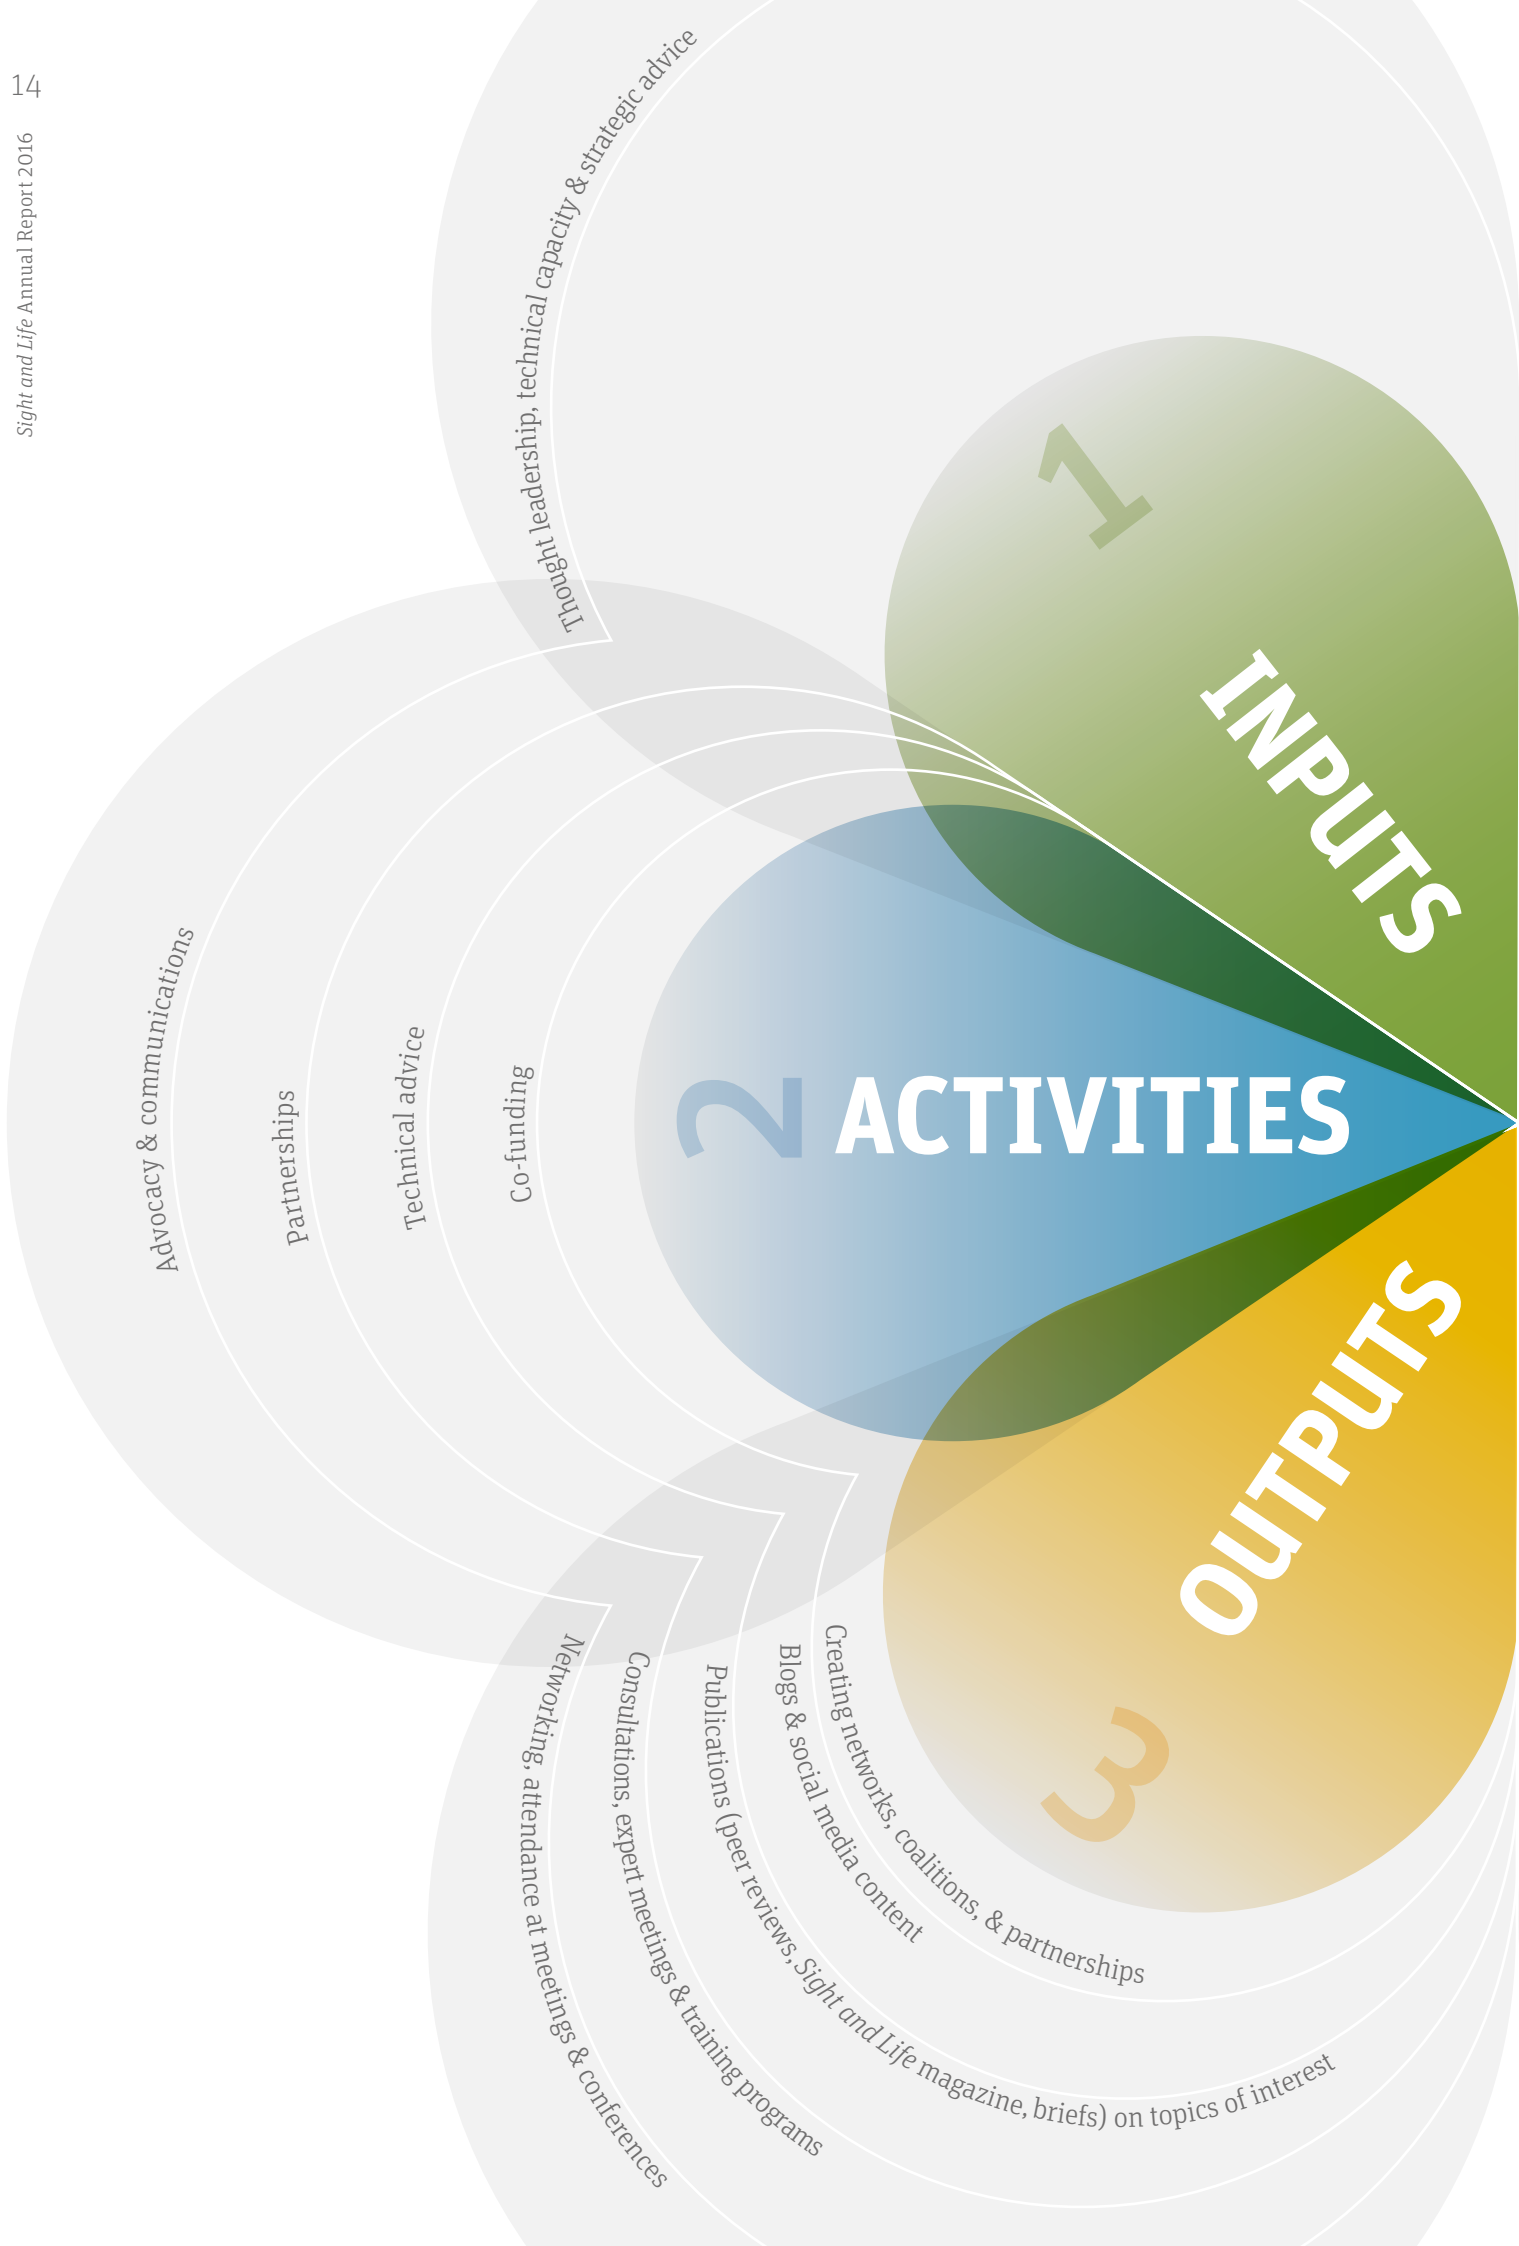 14
Sight and Life Annual Report 2016
Thought leadership, technical capacity & strategic advice
1
INPUTS
Advocacy & communications
Partnerships
Technical advice
Co-funding
2
ACTIVITIES
OUTPUTS
3
Creating networks, coalitions, & partnerships
Blogs & social media content
Publications (peer reviews, Sight and Life magazine, briefs) on topics of interest
Consultations, expert meetings & training programs
Networking, attendance at meetings & conferences